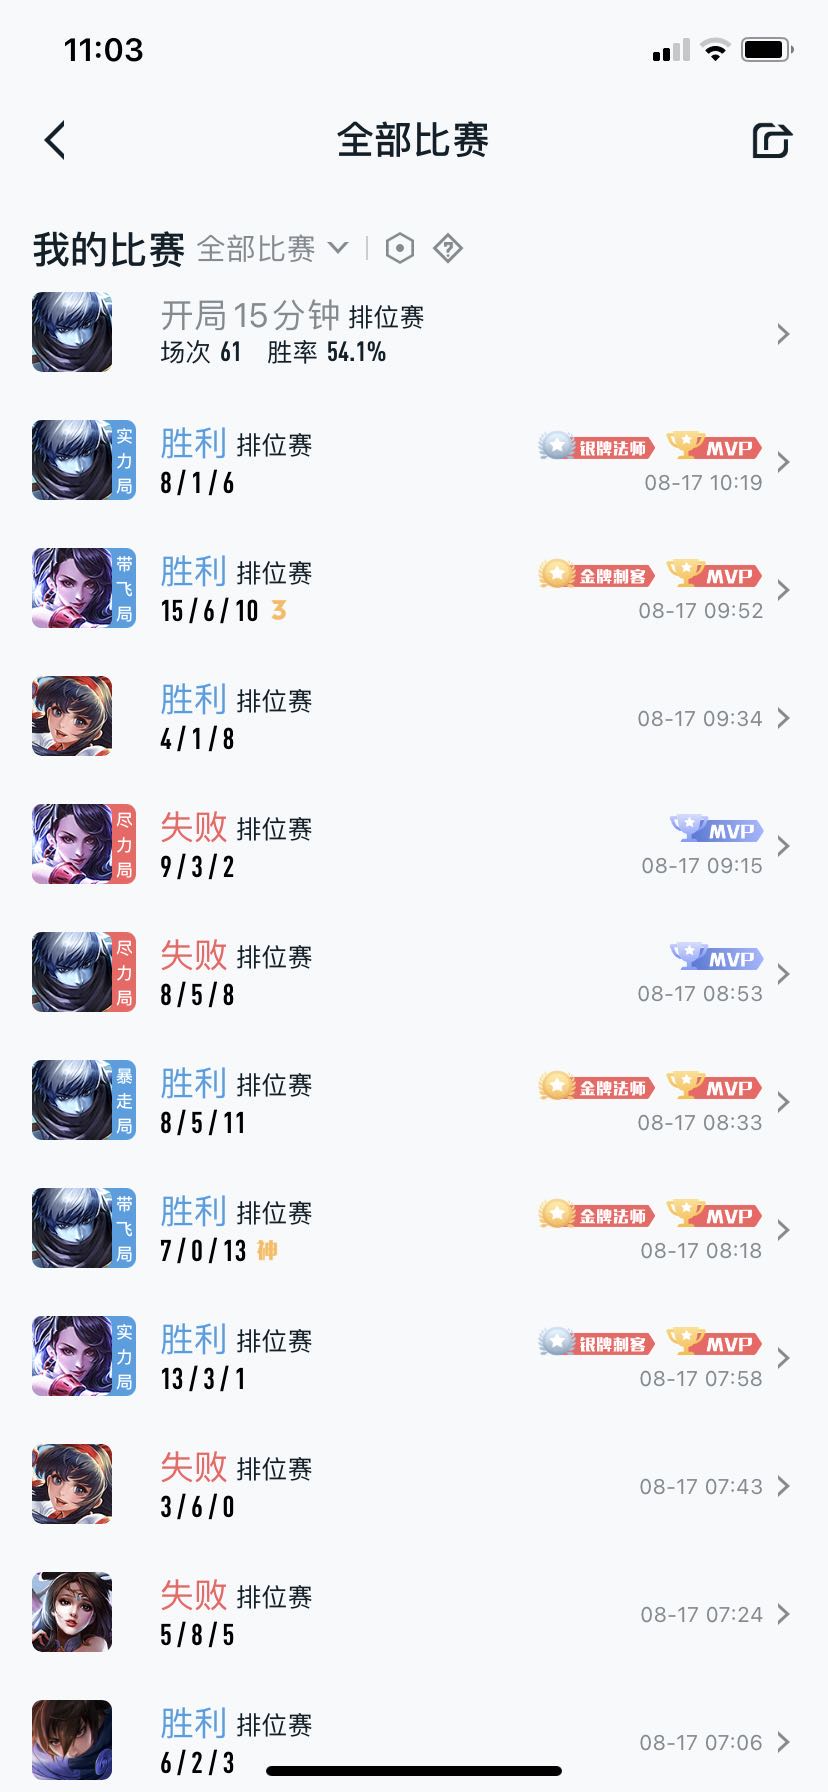 11:03
全部比赛
我的比赛 全部比赛
开局15分钟 排位赛
场次 61 胜率 54.1%
实力局
胜利 排位赛
银牌法师 MVP
8/1/6
08-17 10:19
带飞局
胜利 排位赛
金牌刺客 MVP
15/6/10 3
08-17 09:52
胜利 排位赛
4/1/8
08-17 09:34
尽力局
失败 排位赛
MVP
9/3/2
08-17 09:15
尽力局
失败 排位赛
MVP
8/5/8
08-17 08:53
暴走局
胜利 排位赛
金牌法师 MVP
8/5/11
08-17 08:33
带飞局
胜利 排位赛
金牌法师 MVP
7/0/13 神
08-17 08:18
实力局
胜利 排位赛
银牌刺客 MVP
13/3/1
08-17 07:58
失败 排位赛
3/6/0
08-17 07:43
失败 排位赛
5/8/5
08-17 07:24
胜利 排位赛
6/2/3
08-17 07:06